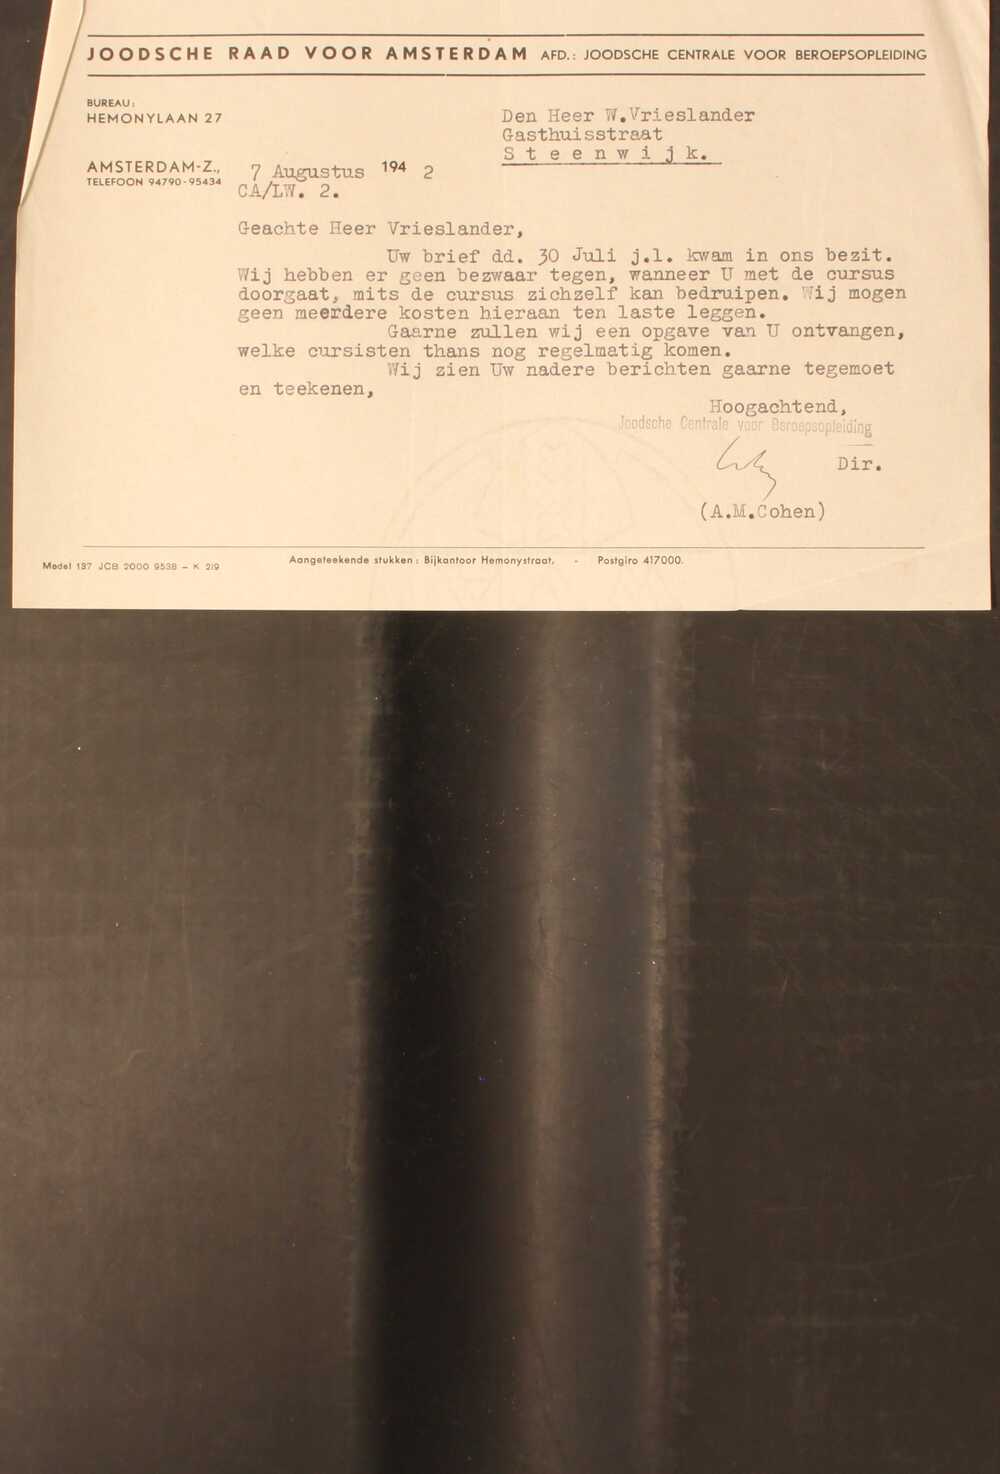 JOODSCHE RAAD VOOR AMSTERDAM AFD.: JOODSCHE CENTRALE VOOR BEROEPSOPLEIDING
BUREAU:
HEMONYLAAN 27
AMSTERDAM-Z.,
TELEFOON 94790-95434
Den Heer W.Vrieslander
Gasthuisstraat
Steenwijk.
7 Augustus 194 2
CA/LW. 2.
Geachte Heer Vrieslander,
Uw brief dd. 30 Juli j.l. kwam in ons bezit.
Wij hebben er geen bezwaar tegen, wanneer U met de cursus
doorgaat, mits de cursus zichzelf kan bedruipen. Wij mogen
geen meerdere kosten hieraan ten laste leggen.
Gaarne zullen wij een opgave van U ontvangen,
welke cursisten thans nog regelmatig komen.
Wij zien Uw nadere berichten gaarne tegemoet
en teekenen,
Hoogachtend,
Joodsche Centrale voor Beroepsopleiding
Dir.
(A.M.Cohen)
Model 187 JCB 2000 9538 – K 2/9
Aangeteekende stukken: Bijkantoor Hemonystraat. - Postgiro 417000.